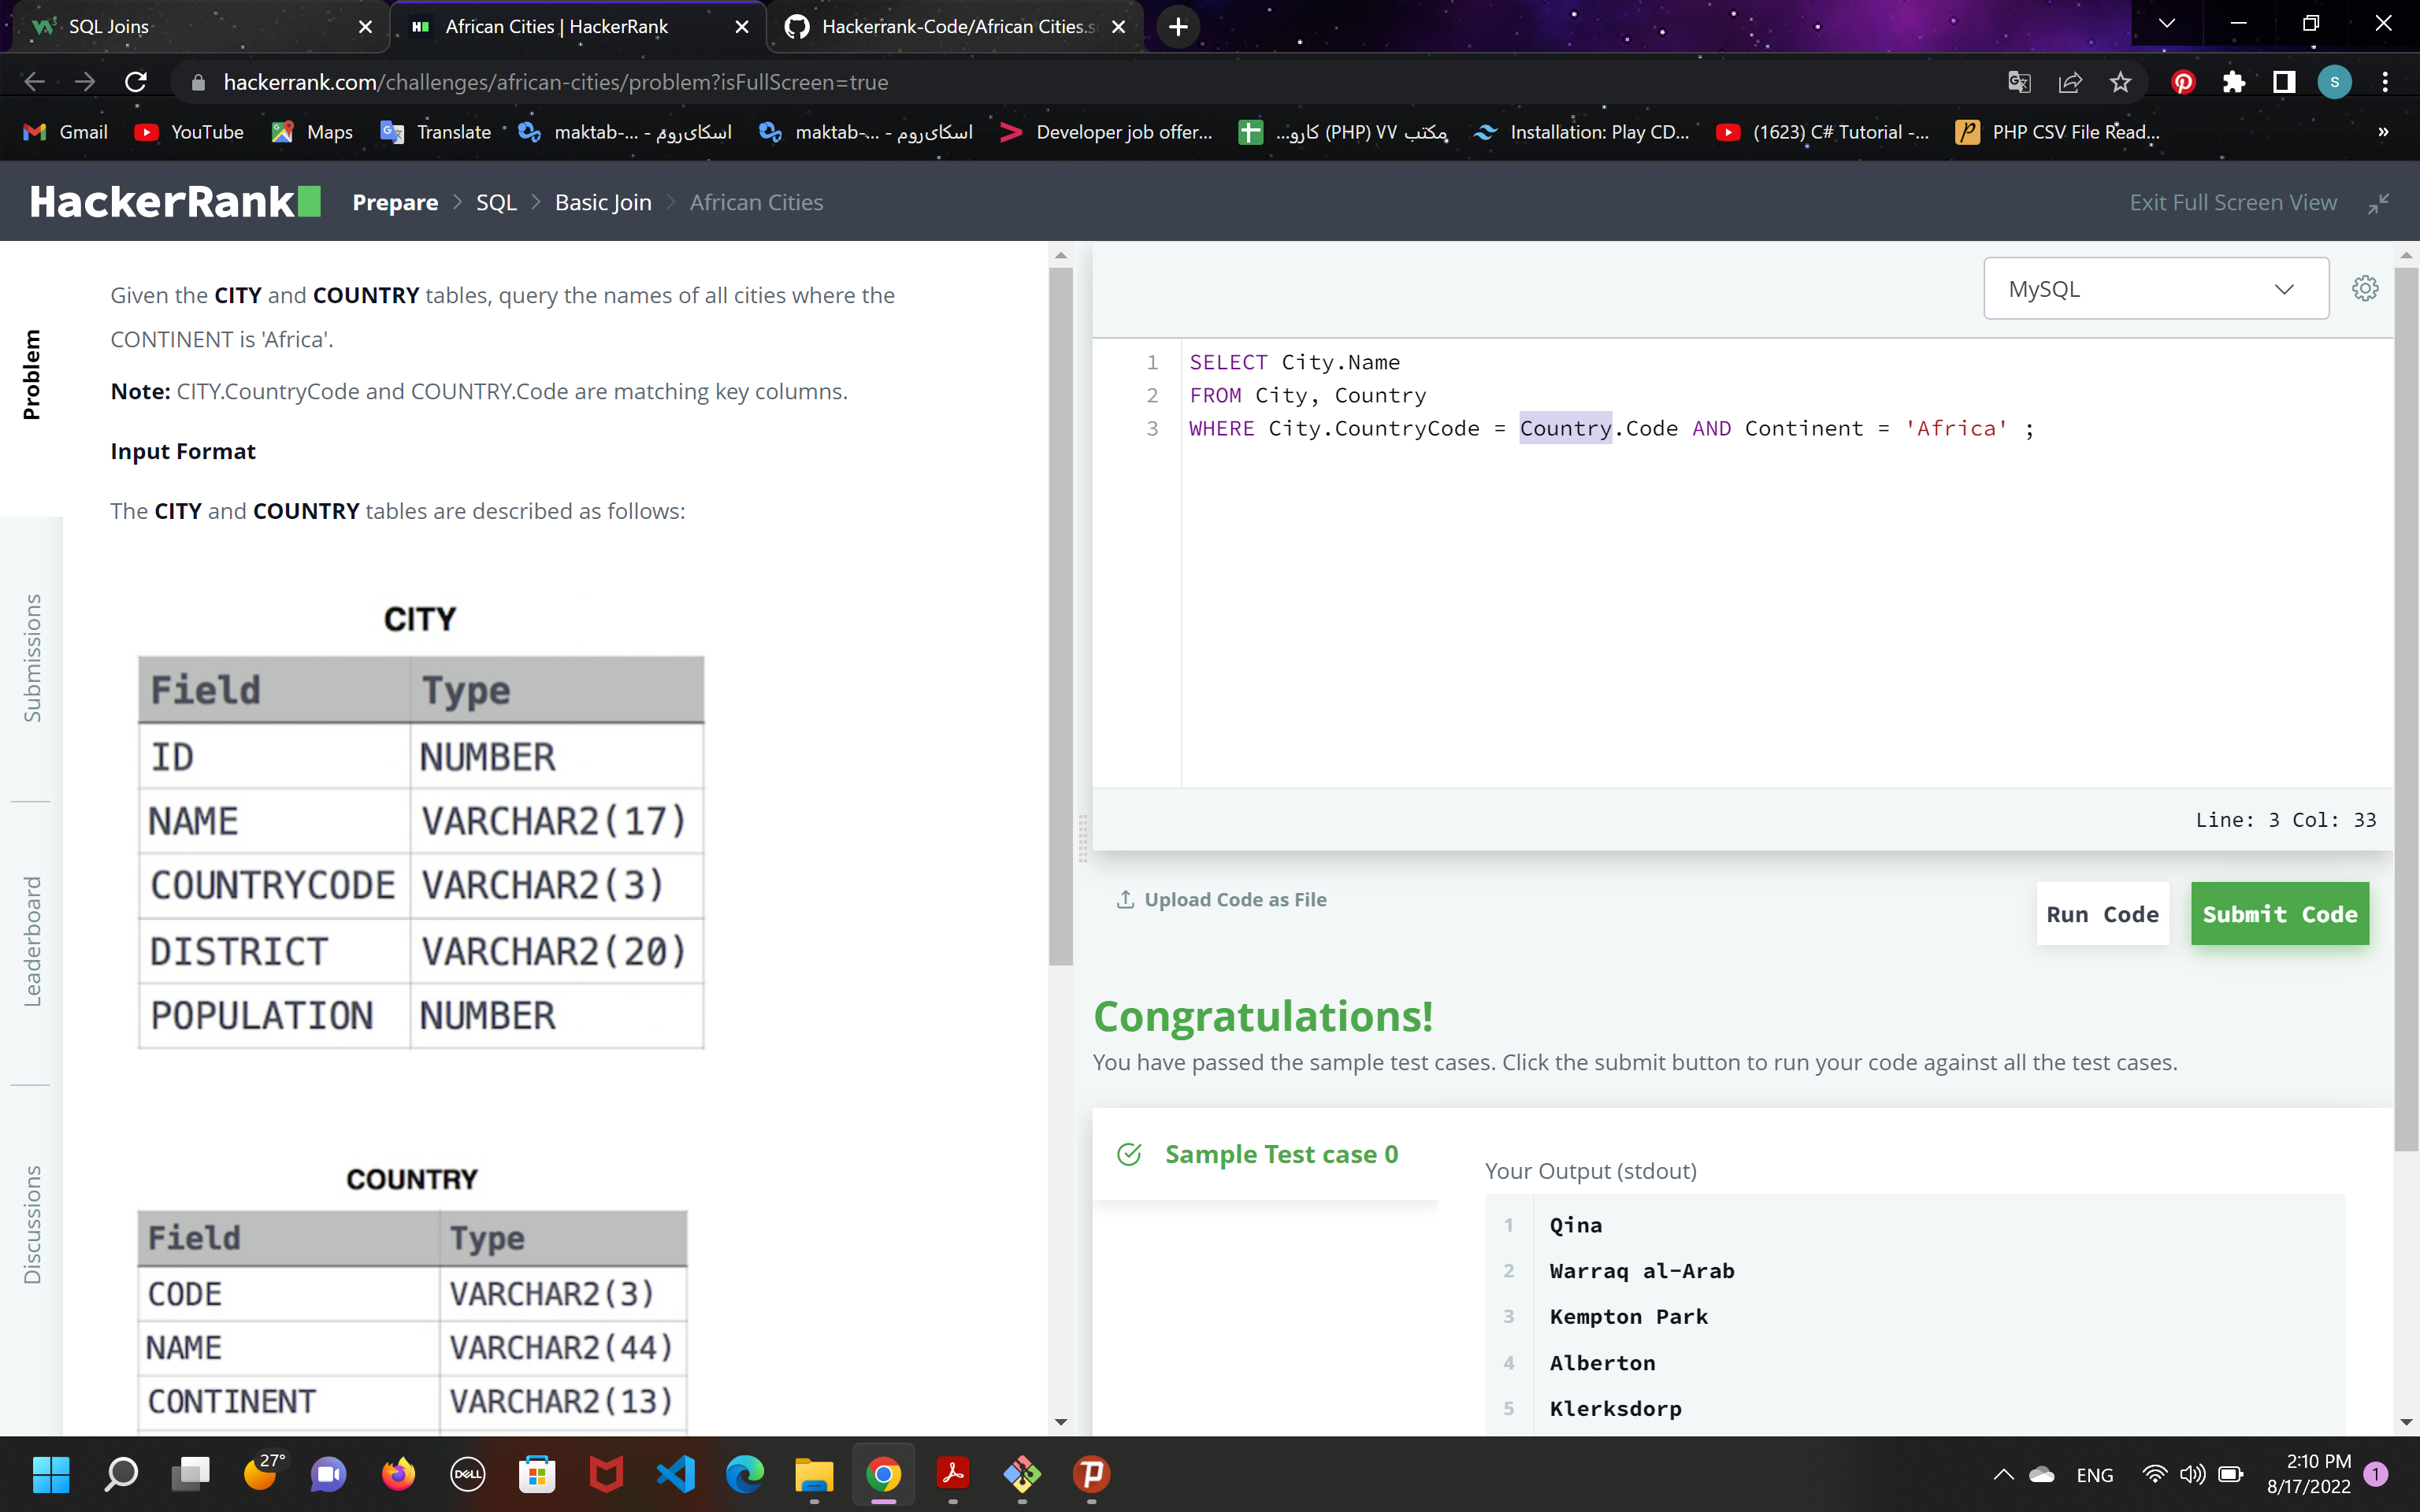 SQL Joins
African Cities | HackerRank
Hackerrank-Code/African Cities.s
hackerrank.com/challenges/african-cities/problem?isFullScreen=true
S
Gmail
YouTube
Maps
Translate
maktab-... - اسکای‌روم
maktab-... - اسکای‌روم
Developer job offer...
مکتب ۷۷ (PHP) کارو...
Installation: Play CD...
(1623) C# Tutorial -...
PHP CSV File Read...
»
HackerRank
Prepare > SQL > Basic Join > African Cities
Exit Full Screen View
Problem
Submissions
Leaderboard
Discussions
Given the CITY and COUNTRY tables, query the names of all cities where the
CONTINENT is 'Africa'.
Note: CITY.CountryCode and COUNTRY.Code are matching key columns.
Input Format
The CITY and COUNTRY tables are described as follows:
CITY
Field Type
ID NUMBER
NAME VARCHAR2(17)
COUNTRYCODE VARCHAR2(3)
DISTRICT VARCHAR2(20)
POPULATION NUMBER
COUNTRY
Field Type
CODE VARCHAR2(3)
NAME VARCHAR2(44)
CONTINENT VARCHAR2(13)
MySQL
1 SELECT City.Name
2 FROM City, Country
3 WHERE City.CountryCode = Country.Code AND Continent = 'Africa' ;
Line: 3 Col: 33
Upload Code as File
Run Code
Submit Code
Congratulations!
You have passed the sample test cases. Click the submit button to run your code against all the test cases.
Sample Test case 0
Your Output (stdout)
1 Qina
2 Warraq al-Arab
3 Kempton Park
4 Alberton
5 Klerksdorp
27°
DELL
ENG
2:10 PM
8/17/2022
1